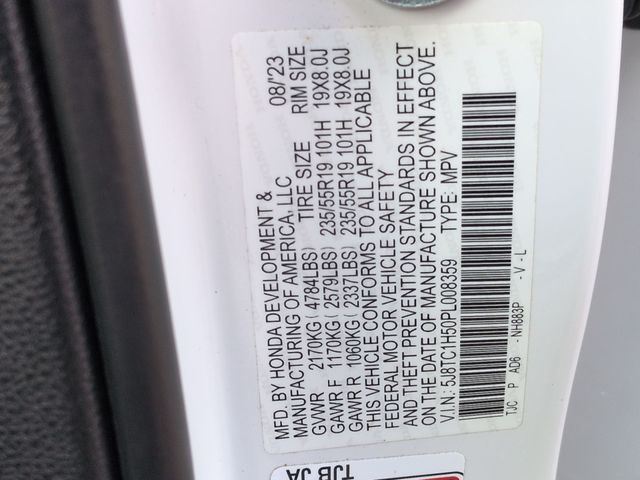 MFD. BY HONDA DEVELOPMENT &
MANUFACTURING OF AMERICA, LLC 08/'23
TIRE SIZE RIM SIZE
GVWR 2170KG( 4784LBS)
GAWR F 1170KG( 2579LBS) 235/55R19 101H 19X8.0J
GAWR R 1060KG( 2337LBS) 235/55R19 101H 19X8.0J
THIS VEHICLE CONFORMS TO ALL APPLICABLE
FEDERAL MOTOR VEHICLE SAFETY
AND THEFT PREVENTION STANDARDS IN EFFECT
ON THE DATE OF MANUFACTURE SHOWN ABOVE.
V.I.N: 5J8TC1H50PL008359 TYPE: MPV
TJC P AD6 - NH883P - V - L
TJB JA